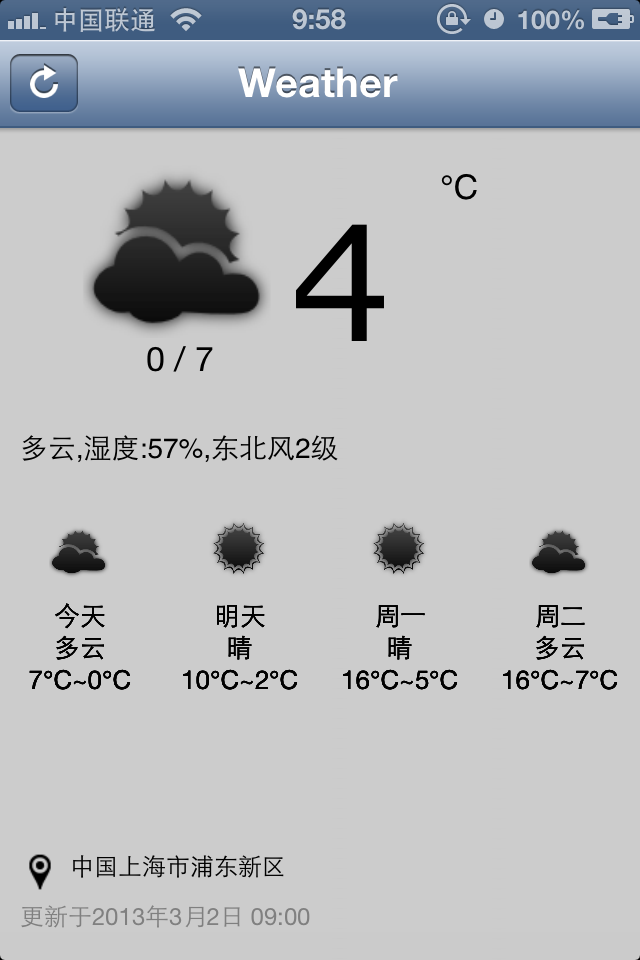 中国联通 9:58 100%
Weather
°C
4
0 / 7
多云,湿度:57%,东北风2级
今天 明天 周一 周二
多云 晴 晴 多云
7°C~0°C 10°C~2°C 16°C~5°C 16°C~7°C
中国上海市浦东新区
更新于2013年3月2日 09:00